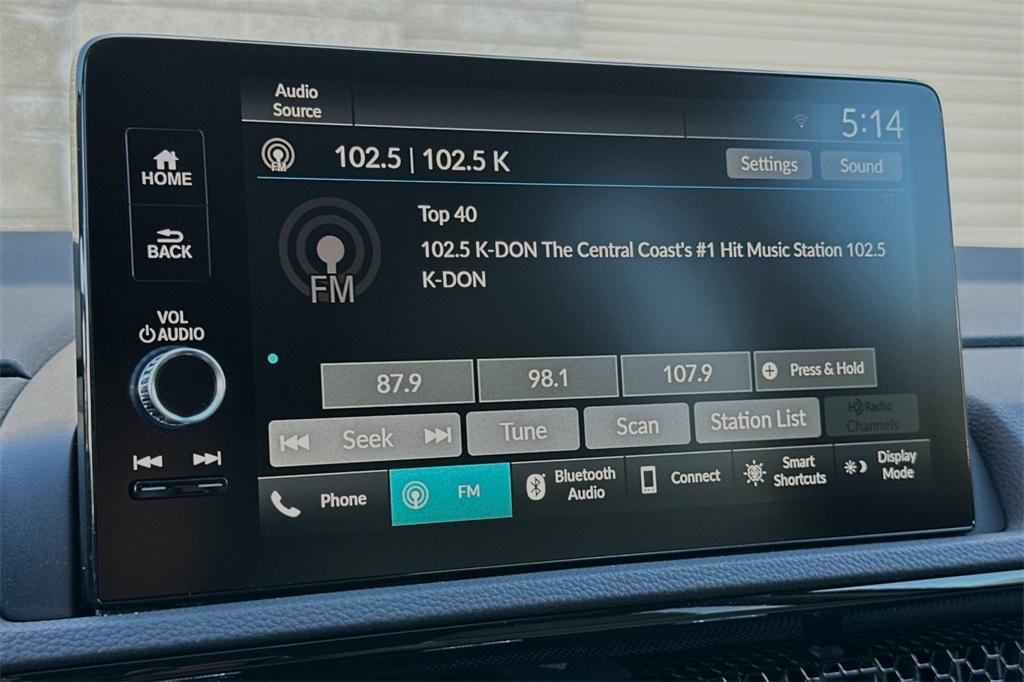 Audio
Source
5:14
HOME
FM
102.5 | 102.5 K
Settings
Sound
BACK
Top 40
102.5 K-DON The Central Coast's #1 Hit Music Station 102.5
K-DON
FM
VOL
AUDIO
87.9
98.1
107.9
Press & Hold
Seek
Tune
Scan
Station List
HD Radio
Channels
Phone
FM
Bluetooth
Audio
Connect
Smart
Shortcuts
Display
Mode